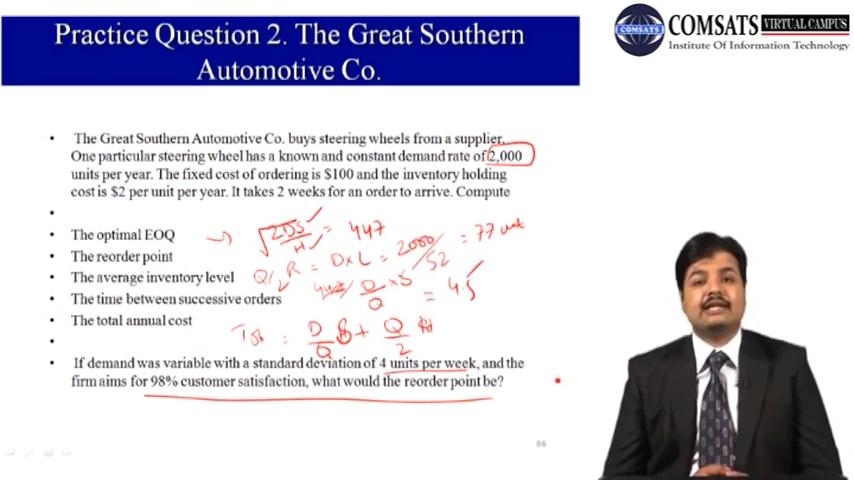 Practice Question 2. The Great Southern
Automotive Co.
COMSATS VIRTUAL CAMPUS
Institute Of Information Technology
• The Great Southern Automotive Co. buys steering wheels from a supplier.
One particular steering wheel has a known and constant demand rate of 2,000
units per year. The fixed cost of ordering is $100 and the inventory holding
cost is $2 per unit per year. It takes 2 weeks for an order to arrive. Compute
•
• The optimal EOQ → √2DS/H = 447
• The reorder point R = D×L = 2000/52 = 77 unit
• The average inventory level Q/2
• The time between successive orders D/Q = 4.5
• The total annual cost = D/Q S + Q/2 H
•
• If demand was variable with a standard deviation of 4 units per week, and the
firm aims for 98% customer satisfaction, what would the reorder point be?
66